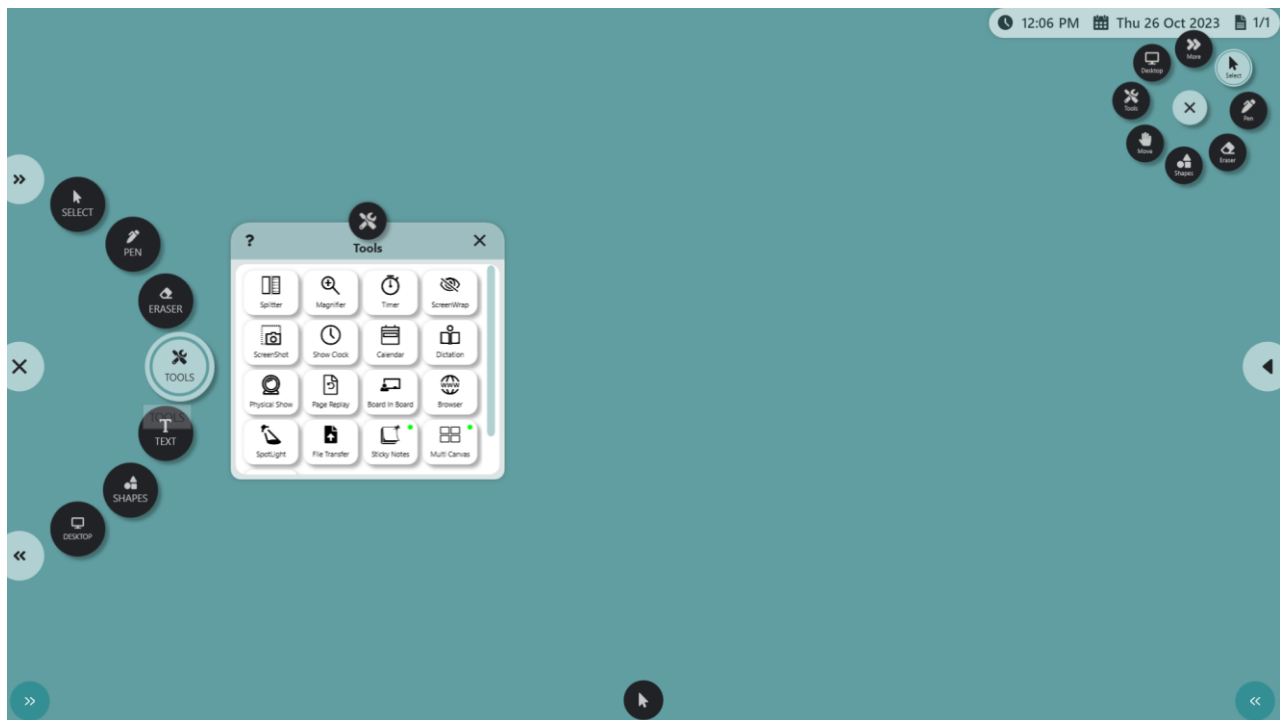 12:06 PM Thu 26 Oct 2023 1/1
More
Desktop
Select
Tools
Pen
Move
Eraser
Shapes
SELECT
PEN
ERASER
TOOLS
TOOLS
TEXT
SHAPES
DESKTOP
?
Tools
Splitter Magnifier Timer ScreenWrap
ScreenShot Show Clock Calendar Dictation
www
Physical Show Page Replay Board In Board Browser
SpotLight File Transfer Sticky Notes Multi Canvas